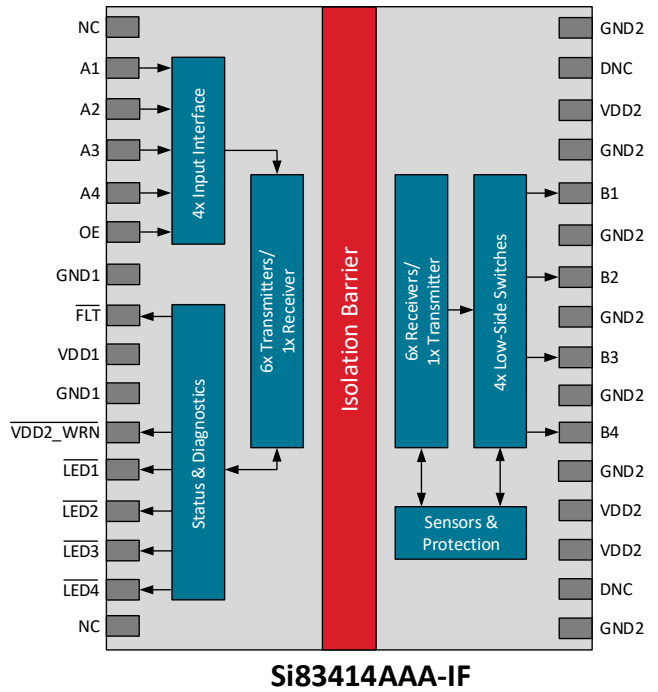 NC
A1
A2
A3
A4
OE
GND1
FLT
VDD1
GND1
VDD2_WRN
LED1
LED2
LED3
LED4
NC
4x Input Interface
Status & Diagnostics
6x Transmitters/
1x Receiver
Isolation Barrier
6x Receivers/
1x Transmitter
4x Low-Side Switches
Sensors &
Protection
GND2
DNC
VDD2
GND2
B1
GND2
B2
GND2
B3
GND2
B4
GND2
VDD2
VDD2
DNC
GND2
Si83414AAA-IF